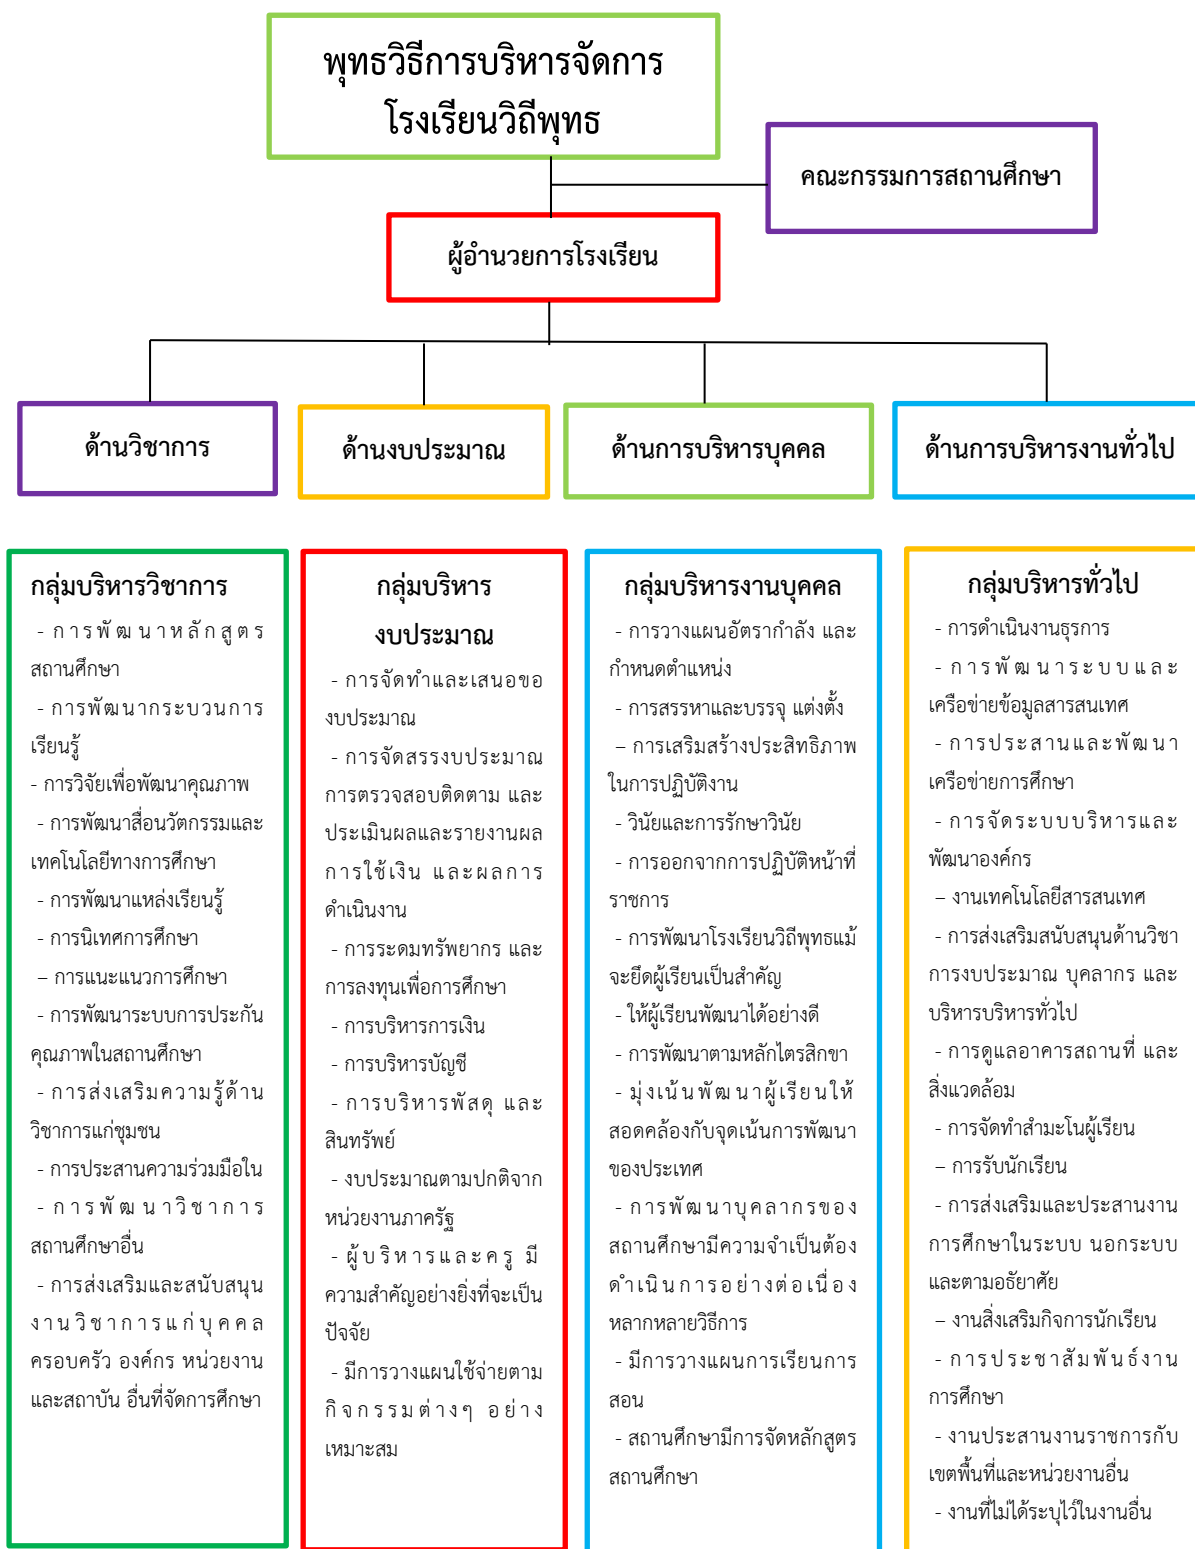 พุทธวิธีการบริหารจัดการ
โรงเรียนวิถีพุทธ
คณะกรรมการสถานศึกษา
ผู้อำนวยการโรงเรียน
ด้านวิชาการ
ด้านงบประมาณ
ด้านการบริหารบุคคล
ด้านการบริหารงานทั่วไป
กลุ่มบริหารวิชาการ
- การพัฒนาหลักสูตร
สถานศึกษา
- การพัฒนากระบวนการ
เรียนรู้
- การวิจัยเพื่อพัฒนาคุณภาพ
- การพัฒนาสื่อนวัตกรรมและ
เทคโนโลยีทางการศึกษา
- การพัฒนาแหล่งเรียนรู้
- การนิเทศการศึกษา
– การแนะแนวการศึกษา
- การพัฒนาระบบการประกัน
คุณภาพในสถานศึกษา
- การส่งเสริมความรู้ด้าน
วิชาการแก่ชุมชน
- การประสานความร่วมมือใน
- การพัฒนาวิชาการ
สถานศึกษาอื่น
- การส่งเสริมและสนับสนุน
งานวิชาการแก่บุคคล
ครอบครัว องค์กร หน่วยงาน
และสถาบัน อื่นที่จัดการศึกษา
กลุ่มบริหาร
งบประมาณ
- การจัดทำและเสนอขอ
งบประมาณ
- การจัดสรรงบประมาณ
การตรวจสอบติดตาม และ
ประเมินผลและรายงานผล
การใช้เงิน และผลการ
ดำเนินงาน
- การระดมทรัพยากร และ
การลงทุนเพื่อการศึกษา
- การบริหารการเงิน
- การบริหารบัญชี
- การบริหารพัสดุ และ
สินทรัพย์
- งบประมาณตามปกติจาก
หน่วยงานภาครัฐ
- ผู้บริหารและครู มี
ความสำคัญอย่างยิ่งที่จะเป็น
ปัจจัย
- มีการวางแผนใช้จ่ายตาม
กิจกรรมต่างๆ อย่าง
เหมาะสม
กลุ่มบริหารงานบุคคล
- การวางแผนอัตรากำลัง และ
กำหนดตำแหน่ง
- การสรรหาและบรรจุ แต่งตั้ง
– การเสริมสร้างประสิทธิภาพ
ในการปฏิบัติงาน
- วินัยและการรักษาวินัย
- การออกจากการปฏิบัติหน้าที่
ราชการ
- การพัฒนาโรงเรียนวิถีพุทธแม้
จะยึดผู้เรียนเป็นสำคัญ
- ให้ผู้เรียนพัฒนาได้อย่างดี
- การพัฒนาตามหลักไตรสิกขา
- มุ่งเน้นพัฒนาผู้เรียนให้
สอดคล้องกับจุดเน้นการพัฒนา
ของประเทศ
- การพัฒนาบุคลากรของ
สถานศึกษามีความจำเป็นต้อง
ดำเนินการอย่างต่อเนื่อง
หลากหลายวิธีการ
- มีการวางแผนการเรียนการ
สอน
- สถานศึกษามีการจัดหลักสูตร
สถานศึกษา
กลุ่มบริหารทั่วไป
- การดำเนินงานธุรการ
- การพัฒนาระบบและ
เครือข่ายข้อมูลสารสนเทศ
- การประสานและพัฒนา
เครือข่ายการศึกษา
- การจัดระบบบริหารและ
พัฒนาองค์กร
– งานเทคโนโลยีสารสนเทศ
- การส่งเสริมสนับสนุนด้านวิชา
การงบประมาณ บุคลากร และ
บริหารบริหารทั่วไป
- การดูแลอาคารสถานที่ และ
สิ่งแวดล้อม
- การจัดทำสำมะโนผู้เรียน
– การรับนักเรียน
- การส่งเสริมและประสานงาน
การศึกษาในระบบ นอกระบบ
และตามอธัยาศัย
– งานสิ่งเสริมกิจการนักเรียน
- การประชาสัมพันธ์งาน
การศึกษา
- งานประสานงานราชการกับ
เขตพื้นที่และหน่วยงานอื่น
- งานที่ไม่ได้ระบุไว้ในงานอื่น